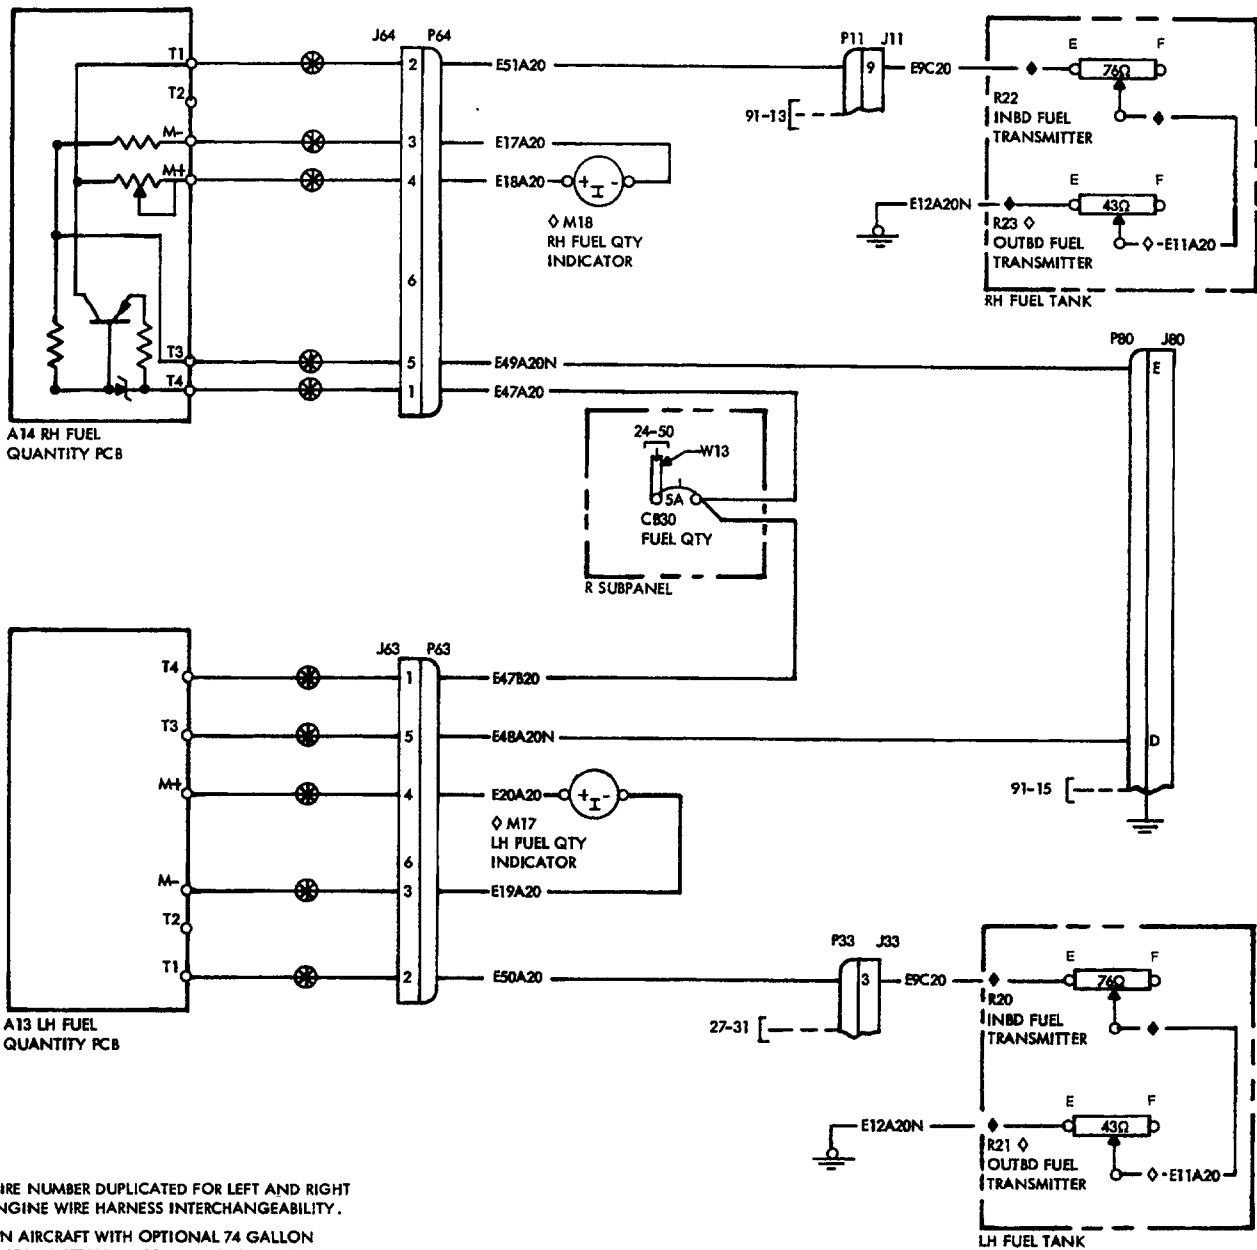 T1
T2
M-
M+
T3
T4
A14 RH FUEL
QUANTITY PCB
J64 P64
2
3
4
6
5
1
E51A20
E17A20
E18A20
+ I -
◊ M18
RH FUEL QTY
INDICATOR
E49A20N
E47A20
P11 J11
9
E9C20
91-13
E F
76Ω
R22
INBD FUEL
TRANSMITTER
E12A20N
E F
43Ω
R23 ◊
OUTBD FUEL
TRANSMITTER
◊-E11A20
RH FUEL TANK
P80 J80
E
D
91-15
24-50
W13
5A
CB30
FUEL QTY
R SUBPANEL
T4
T3
M+
M-
T2
T1
A13 LH FUEL
QUANTITY PCB
J63 P63
1
5
4
6
3
2
E47B20
E48A20N
E20A20
+ I -
◊ M17
LH FUEL QTY
INDICATOR
E19A20
E50A20
P33 J33
3
E9C20
27-31
E F
76Ω
R20
INBD FUEL
TRANSMITTER
E12A20N
E F
43Ω
R21 ◊
OUTBD FUEL
TRANSMITTER
◊-E11A20
LH FUEL TANK
IRE NUMBER DUPLICATED FOR LEFT AND RIGHT
NGINE WIRE HARNESS INTERCHANGEABILITY.
N AIRCRAFT WITH OPTIONAL 74 GALLON